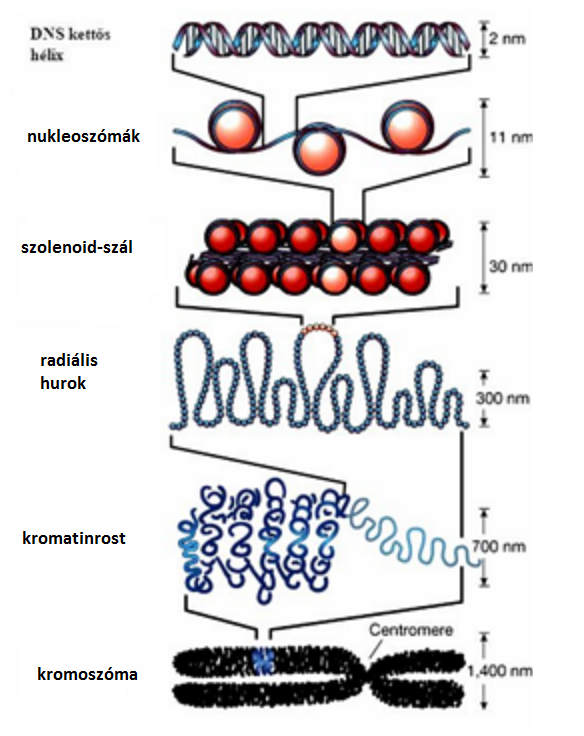 DNS kettős
hélix
2 nm
nukleoszómák
11 nm
szolenoid-szál
30 nm
radiális
hurok
300 nm
kromatinrost
700 nm
Centromere
kromoszóma
1,400 nm